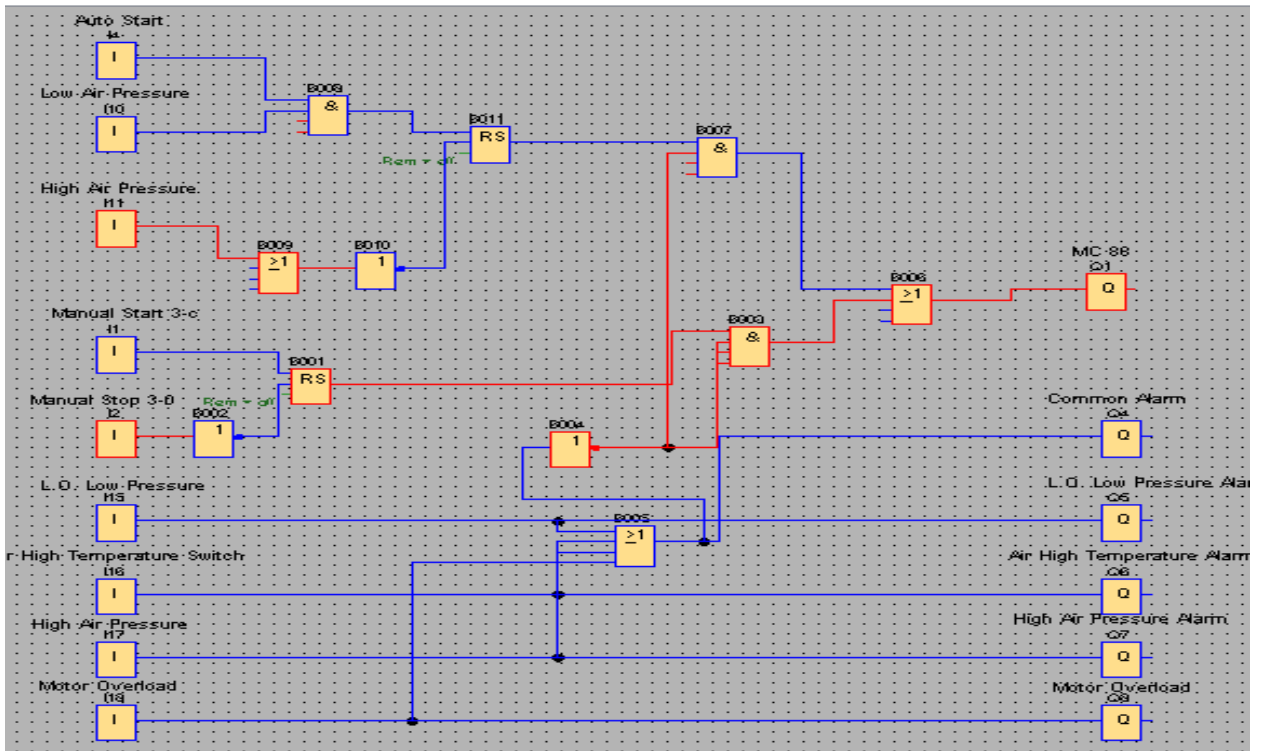 Auto Start
I4
I
Low Air Pressure
I10
I
B008
&
B011
RS
Rem = off
B007
&
High Air Pressure
I11
I
B009
≥1
B010
1
MC-88
Q1
Q
B006
≥1
Manual Start 3-c
I1
I
B003
&
B001
RS
Rem = off
Manual Stop 3-0
I2
I
B002
1
B004
1
Common Alarm
Q4
Q
L.O. Low Pressure
I15
I
B005
≥1
L.O. Low Pressure Alar
Q5
Q
r High Temperature Switch
I16
I
Air High Temperature Alarm
Q6
Q
High Air Pressure
I17
I
High Air Pressure Alarm
Q7
Q
Motor Overload
I18
I
Motor Overload
Q8
Q